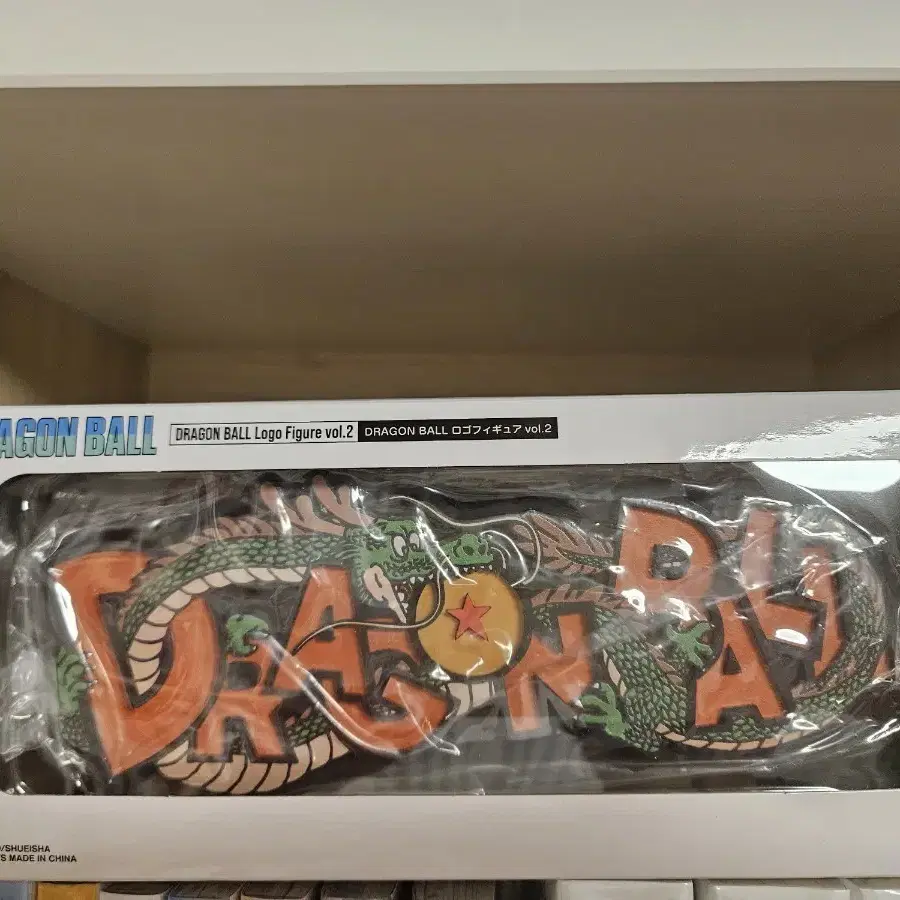 AGON BALL
DRAGON BALL Logo Figure vol.2 DRAGON BALL ロゴフィギュア vol.2
DRAGON BALL
/SHUEISHA
S MADE IN CHINA